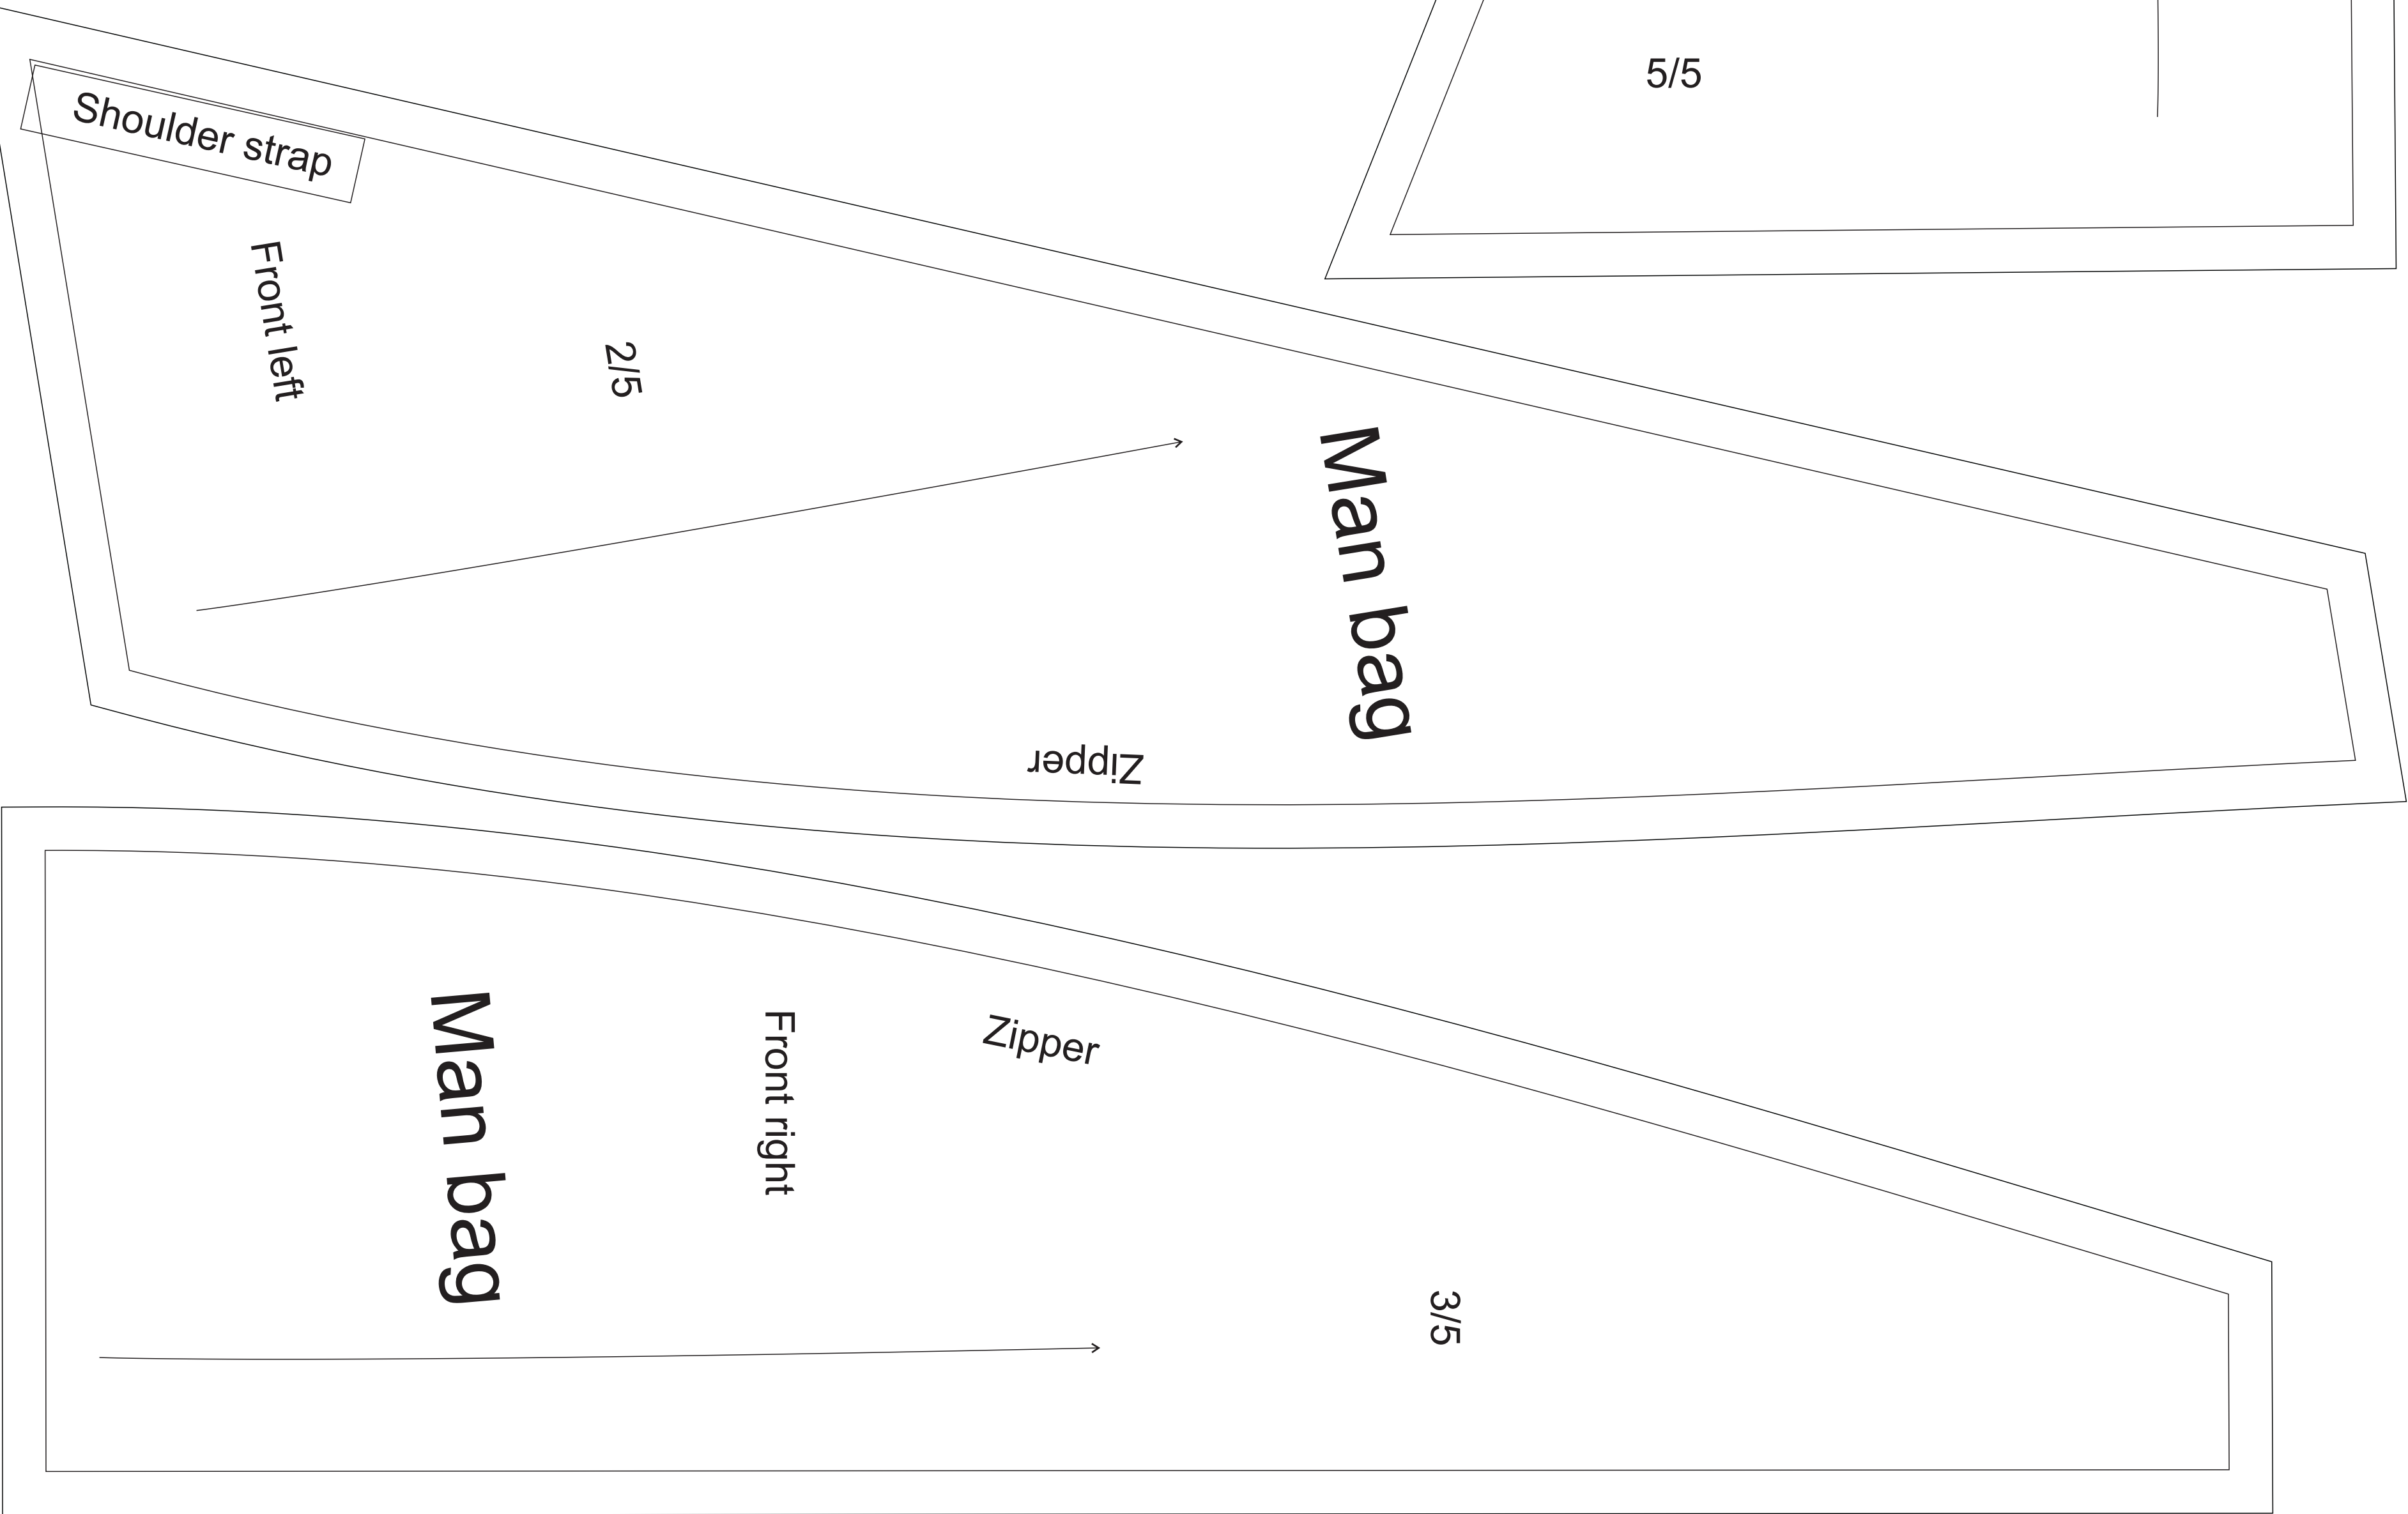 5/5
Shoulder strap
Front left
2/5
Man bag
Zipper
Man bag
Front right
Zipper
3/5